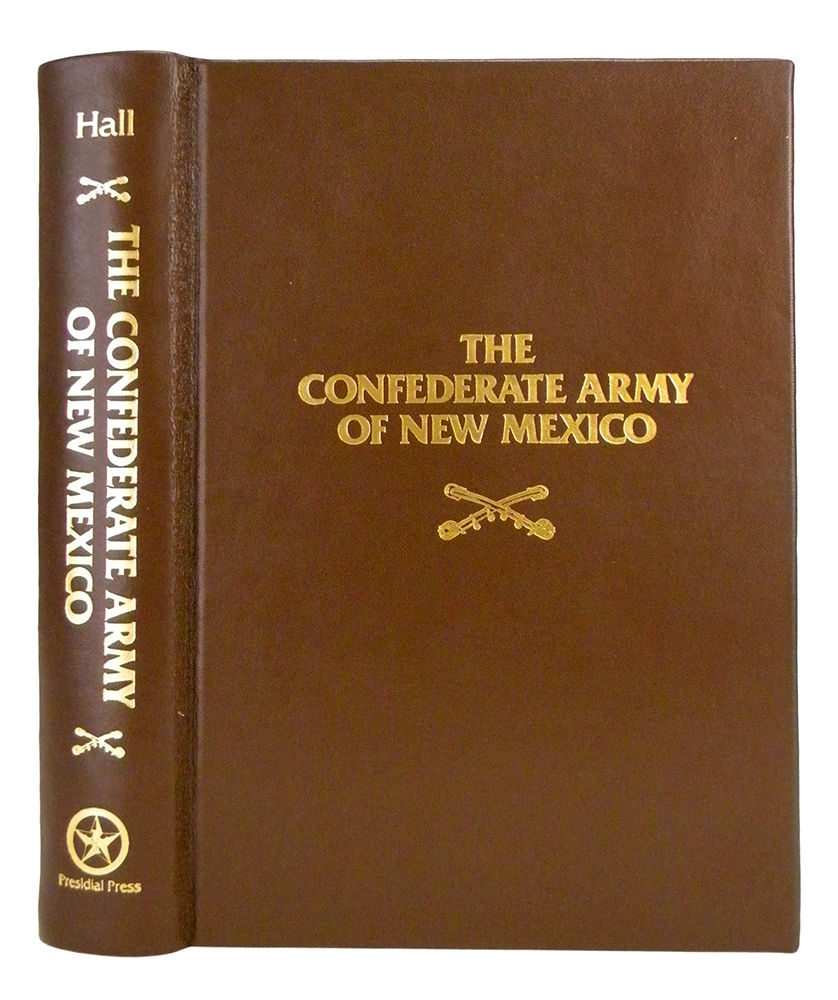 Hall
THE CONFEDERATE ARMY
OF NEW MEXICO
Presidial Press
THE
CONFEDERATE ARMY
OF NEW MEXICO